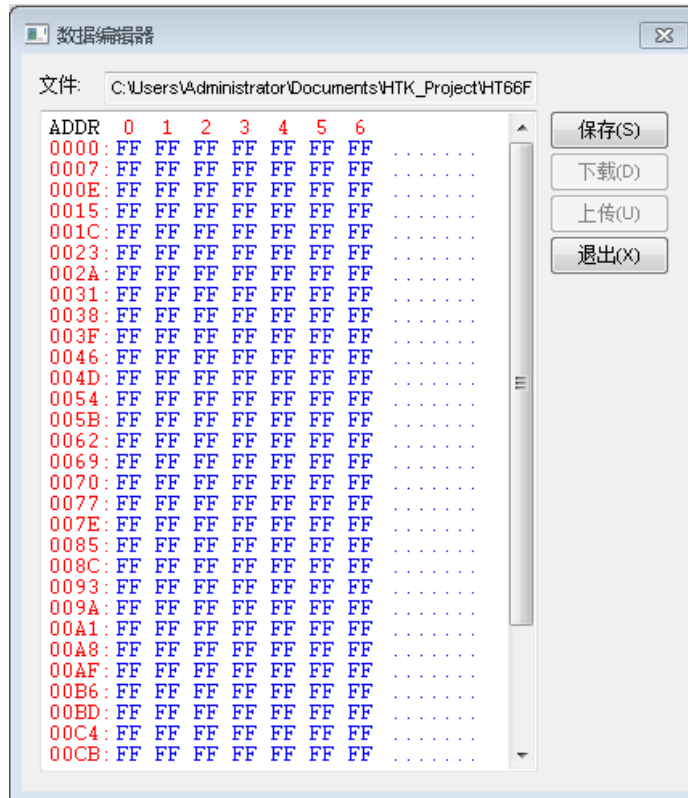 数据编辑器
文件: C:\Users\Administrator\Documents\HTK_Project\HT66F
ADDR 0 1 2 3 4 5 6
0000: FF FF FF FF FF FF FF .......
0007: FF FF FF FF FF FF FF .......
000E: FF FF FF FF FF FF FF .......
0015: FF FF FF FF FF FF FF .......
001C: FF FF FF FF FF FF FF .......
0023: FF FF FF FF FF FF FF .......
002A: FF FF FF FF FF FF FF .......
0031: FF FF FF FF FF FF FF .......
0038: FF FF FF FF FF FF FF .......
003F: FF FF FF FF FF FF FF .......
0046: FF FF FF FF FF FF FF .......
004D: FF FF FF FF FF FF FF .......
0054: FF FF FF FF FF FF FF .......
005B: FF FF FF FF FF FF FF .......
0062: FF FF FF FF FF FF FF .......
0069: FF FF FF FF FF FF FF .......
0070: FF FF FF FF FF FF FF .......
0077: FF FF FF FF FF FF FF .......
007E: FF FF FF FF FF FF FF .......
0085: FF FF FF FF FF FF FF .......
008C: FF FF FF FF FF FF FF .......
0093: FF FF FF FF FF FF FF .......
009A: FF FF FF FF FF FF FF .......
00A1: FF FF FF FF FF FF FF .......
00A8: FF FF FF FF FF FF FF .......
00AF: FF FF FF FF FF FF FF .......
00B6: FF FF FF FF FF FF FF .......
00BD: FF FF FF FF FF FF FF .......
00C4: FF FF FF FF FF FF FF .......
00CB: FF FF FF FF FF FF FF .......
保存(S)
下载(D)
上传(U)
退出(X)